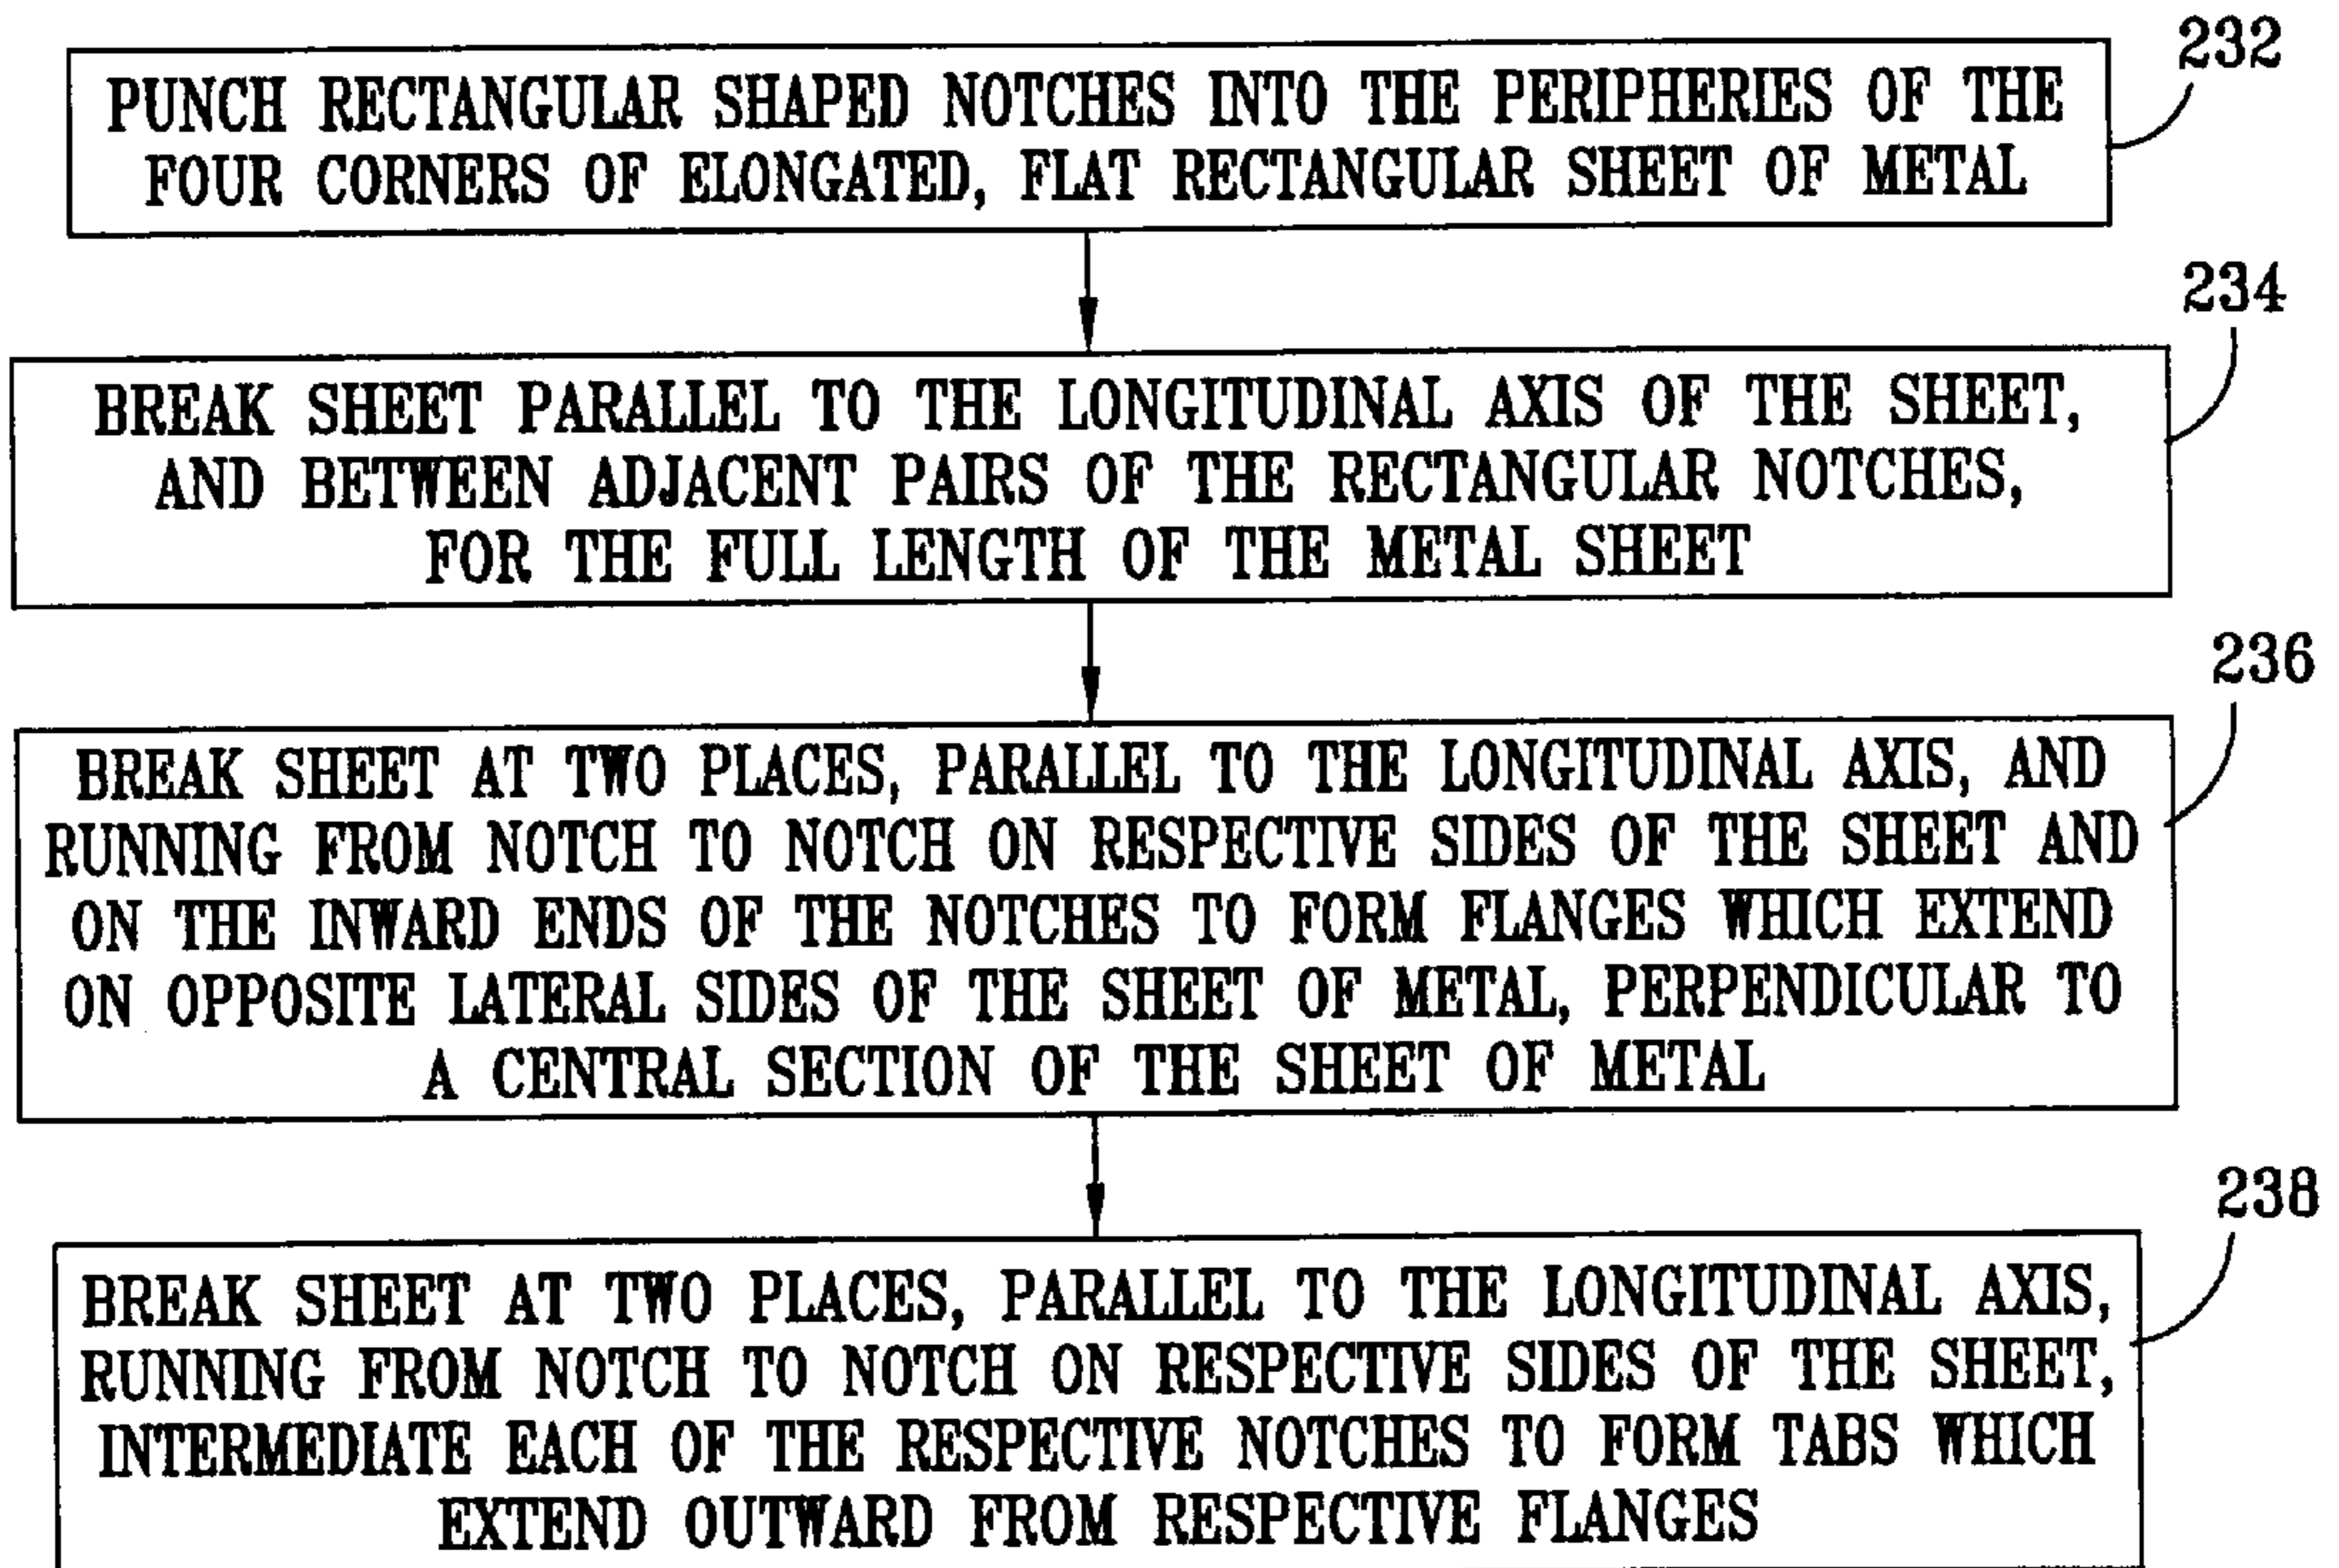 232
PUNCH RECTANGULAR SHAPED NOTCHES INTO THE PERIPHERIES OF THE
FOUR CORNERS OF ELONGATED, FLAT RECTANGULAR SHEET OF METAL
234
BREAK SHEET PARALLEL TO THE LONGITUDINAL AXIS OF THE SHEET,
AND BETWEEN ADJACENT PAIRS OF THE RECTANGULAR NOTCHES,
FOR THE FULL LENGTH OF THE METAL SHEET
236
BREAK SHEET AT TWO PLACES, PARALLEL TO THE LONGITUDINAL AXIS, AND
RUNNING FROM NOTCH TO NOTCH ON RESPECTIVE SIDES OF THE SHEET AND
ON THE INWARD ENDS OF THE NOTCHES TO FORM FLANGES WHICH EXTEND
ON OPPOSITE LATERAL SIDES OF THE SHEET OF METAL, PERPENDICULAR TO
A CENTRAL SECTION OF THE SHEET OF METAL
238
BREAK SHEET AT TWO PLACES, PARALLEL TO THE LONGITUDINAL AXIS,
RUNNING FROM NOTCH TO NOTCH ON RESPECTIVE SIDES OF THE SHEET,
INTERMEDIATE EACH OF THE RESPECTIVE NOTCHES TO FORM TABS WHICH
EXTEND OUTWARD FROM RESPECTIVE FLANGES